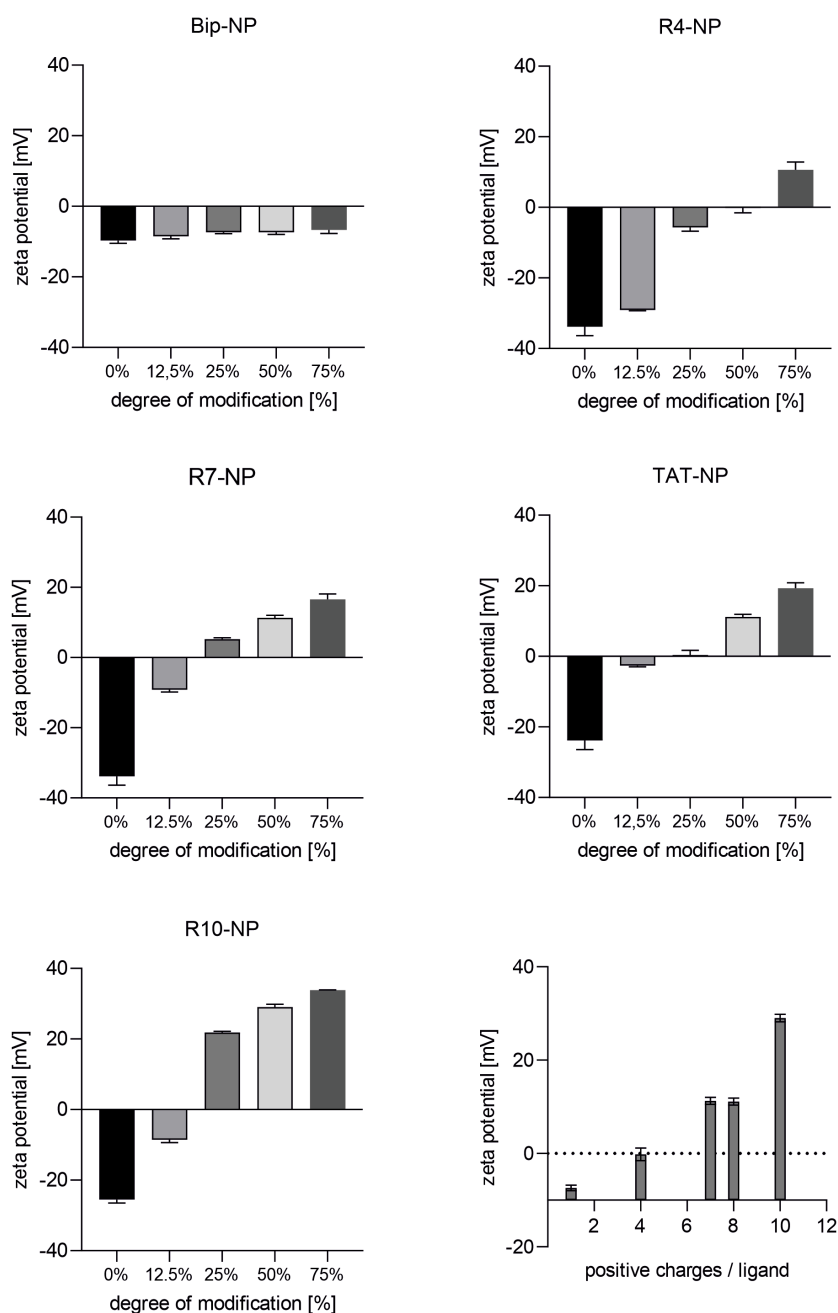 Bip-NP
40
20
0
-20
-40
zeta potential [mV]
0% 12,5% 25% 50% 75%
degree of modification [%]
R4-NP
40
20
0
-20
-40
zeta potential [mV]
0% 12.5% 25% 50% 75%
degree of modification [%]
R7-NP
40
20
0
-20
-40
zeta potential [mV]
0% 12.5% 25% 50% 75%
degree of modification [%]
TAT-NP
40
20
0
-20
-40
zeta potential [mV]
0% 12,5% 25% 50% 75%
degree of modification [%]
R10-NP
40
20
0
-20
-40
zeta potential [mV]
0% 12.5% 25% 50% 75%
degree of modification [%]
40
20
0
-20
zeta potential [mV]
2 4 6 8 10 12
positive charges / ligand